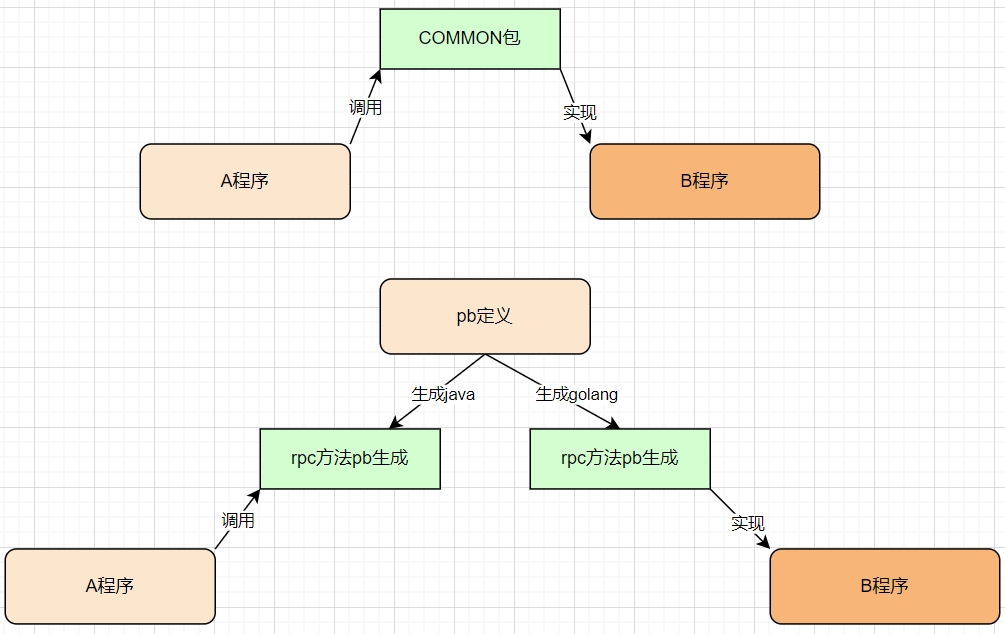 COMMON包
调用
实现
A程序
B程序
pb定义
生成java
生成golang
rpc方法pb生成
rpc方法pb生成
调用
实现
A程序
B程序